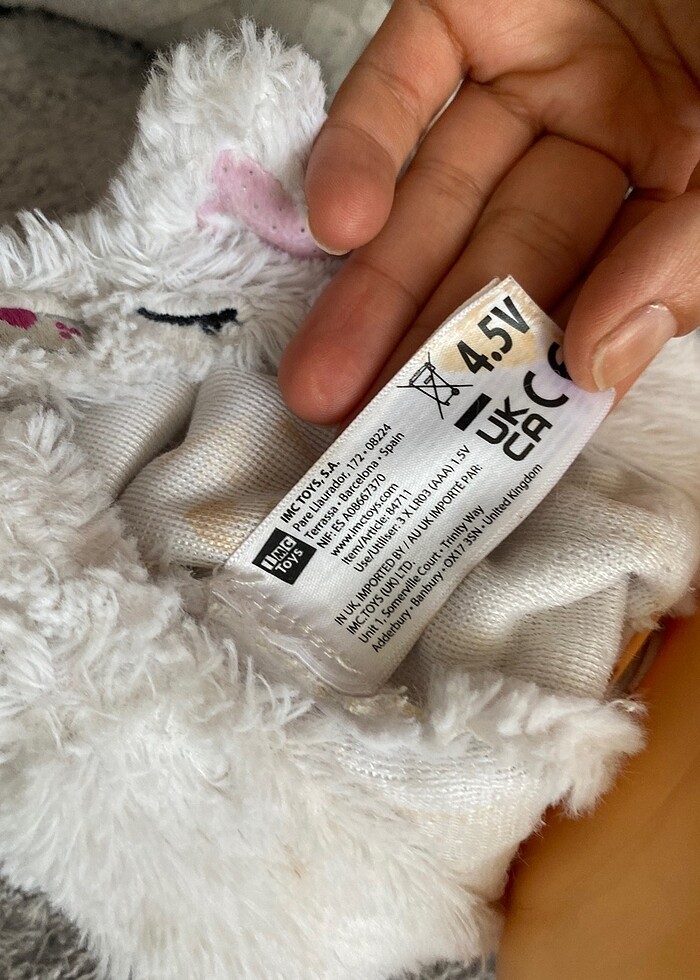 4.5V
CE
UK
CA
IMC TOYS, S.A.
Pare Llaurador, 172 • 08224
Terrassa • Barcelona • Spain
NIF: ES A08667370
www.imctoys.com
Item/Article: 84711
Use/Utiliser: 3 X LR03 (AAA) 1.5V
IMC
TOYS
IN UK, IMPORTED BY / AU UK IMPORTÉ PAR:
IMC TOYS (UK) LTD.
Unit 1, Somerville Court • Trinity Way
Adderbury • Banbury • OX17 3SN • United Kingdom